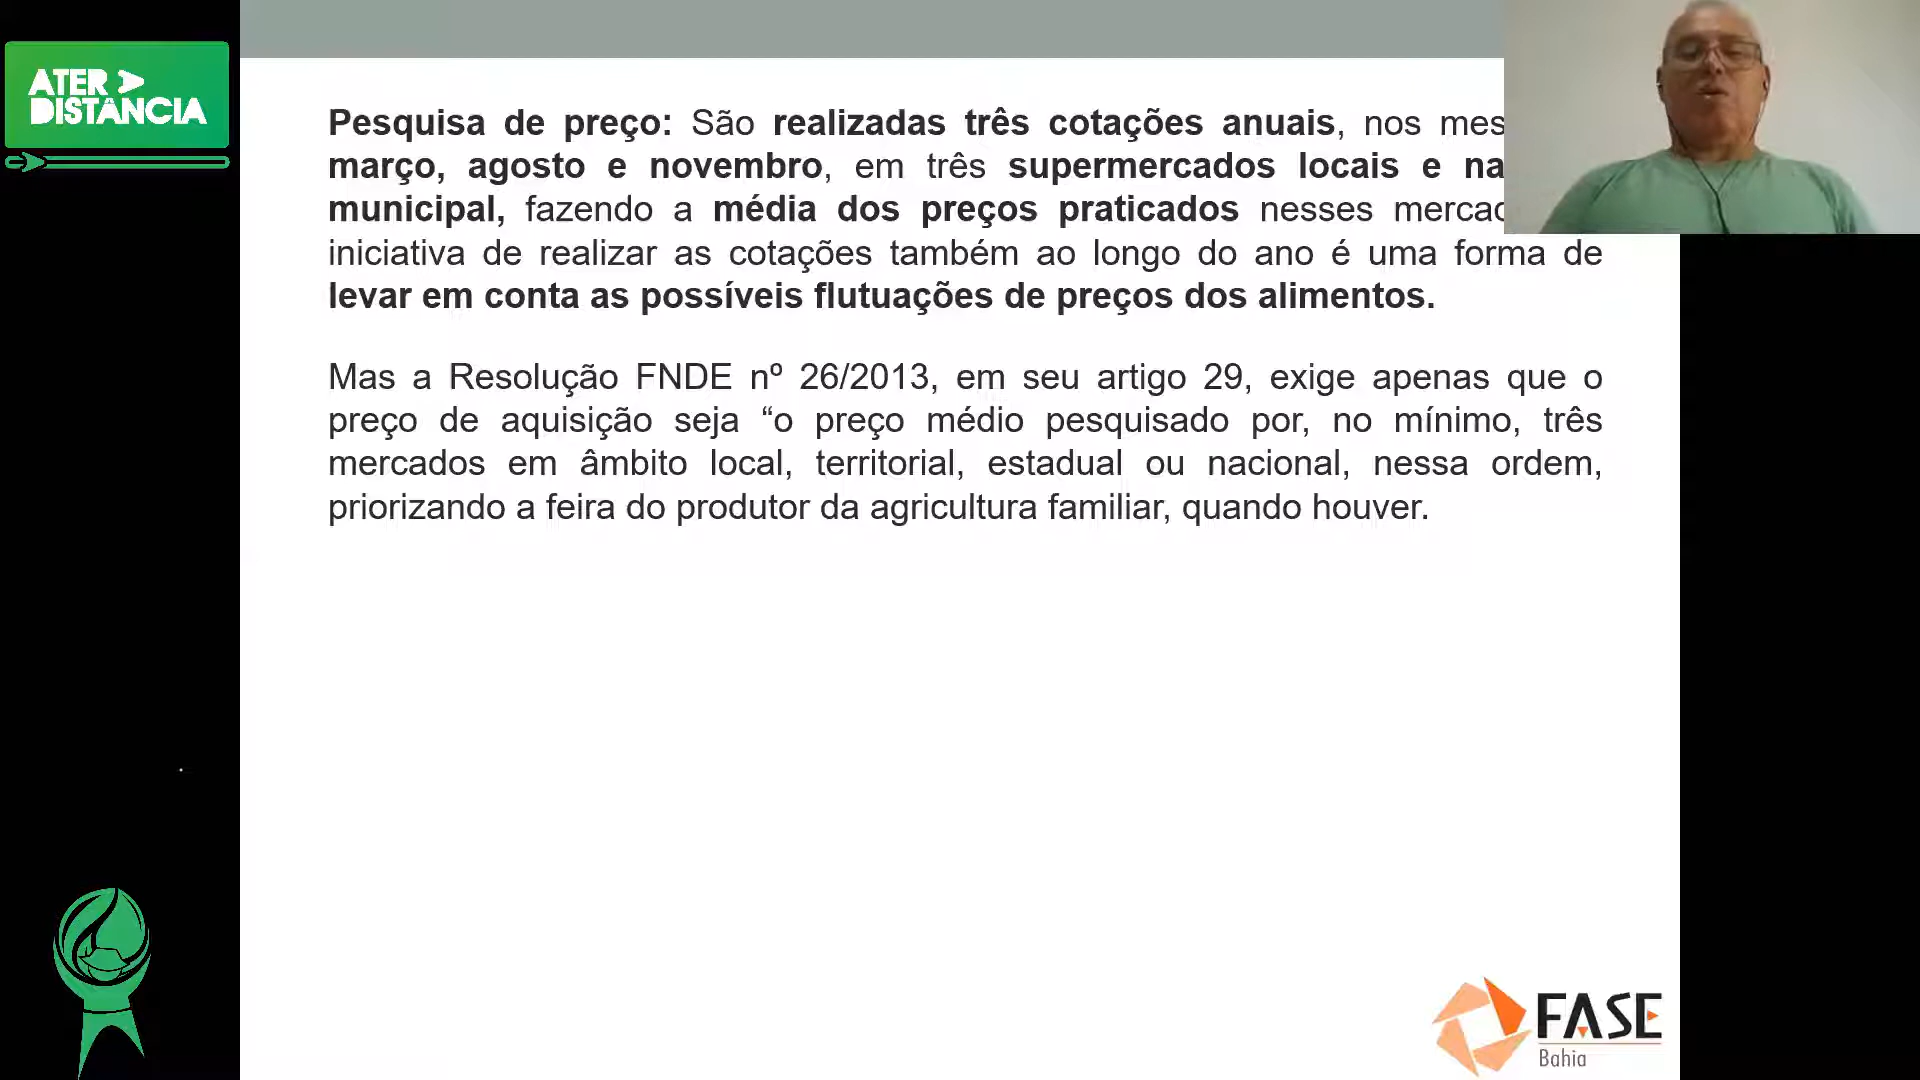 ATER
DISTÂNCIA
Pesquisa de preço: São realizadas três cotações anuais, nos
março, agosto e novembro, em três supermercados locais e na
municipal, fazendo a média dos preços praticados nesses
iniciativa de realizar as cotações também ao longo do ano é uma forma de
levar em conta as possíveis flutuações de preços dos alimentos.
Mas a Resolução FNDE nº 26/2013, em seu artigo 29, exige apenas que o
preço de aquisição seja “o preço médio pesquisado por, no mínimo, três
mercados em âmbito local, territorial, estadual ou nacional, nessa ordem,
priorizando a feira do produtor da agricultura familiar, quando houver.
FASE
Bahia